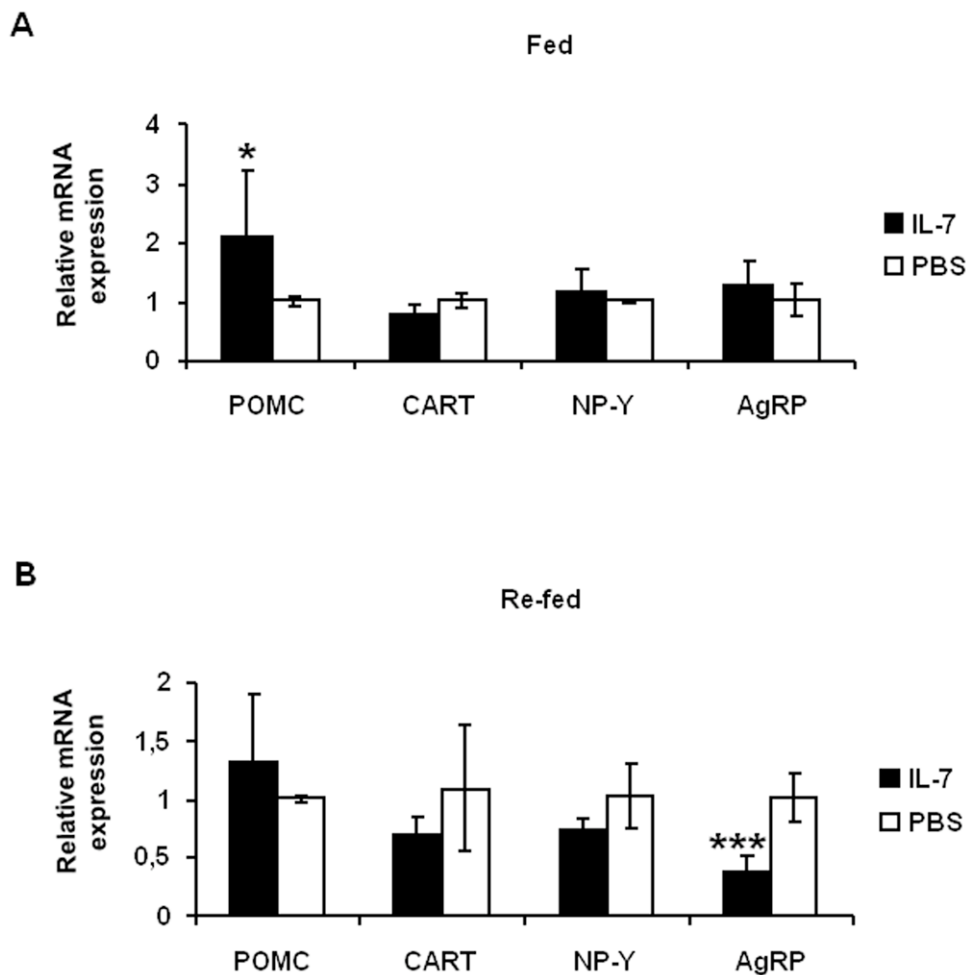 A
Fed
Relative mRNA
expression
4
3
2
1
0
*
IL-7
PBS
POMC CART NP-Y AgRP
B
Re-fed
Relative mRNA
expression
2
1,5
1
0,5
0
***
IL-7
PBS
POMC CART NP-Y AgRP